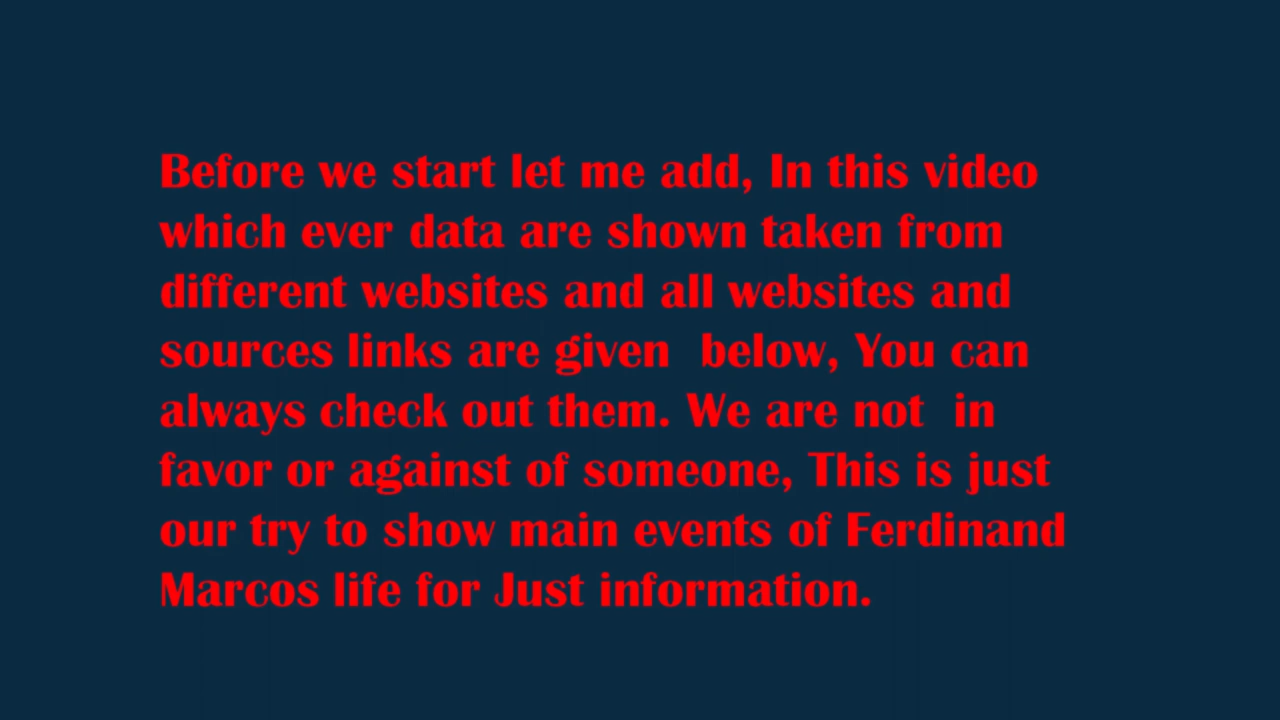 Before we start let me add, In this video
which ever data are shown taken from
different websites and all websites and
sources links are given  below, You can
always check out them. We are not  in
favor or against of someone, This is just
our try to show main events of Ferdinand
Marcos life for Just information.